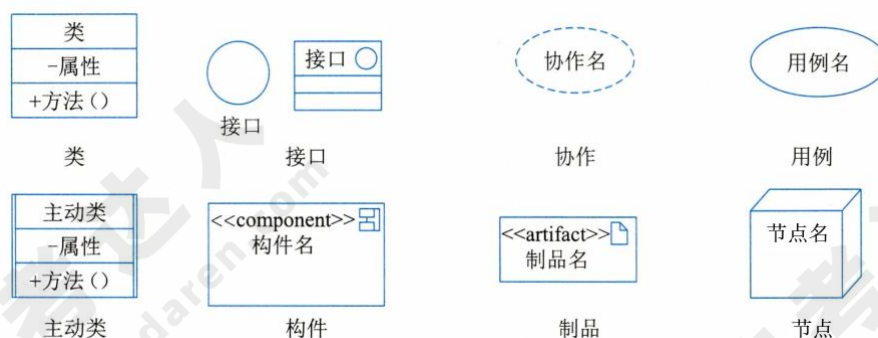 类
-属性
+方法()
类
接口
接口
接口
协作名
协作
用例名
用例
主动类
-属性
+方法()
主动类
<<component>>
构件名
构件
<<artifact>>
制品名
制品
节点名
节点